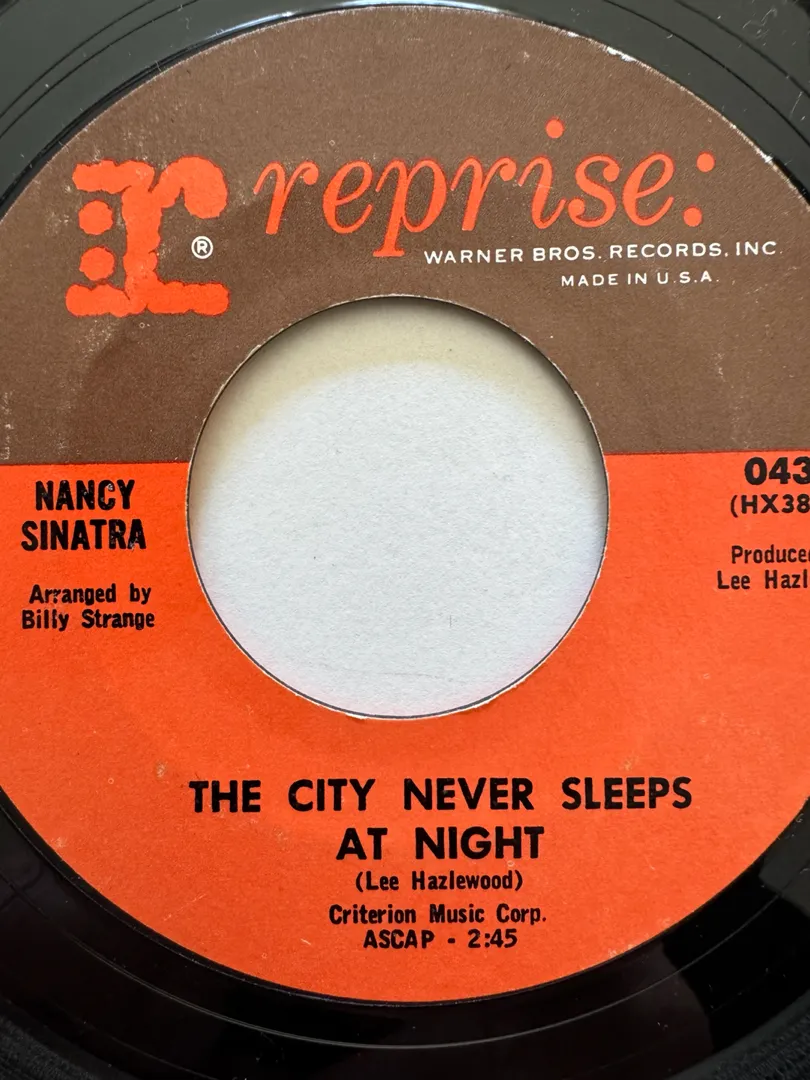 r® reprise:
WARNER BROS. RECORDS, INC.
MADE IN U.S.A.
NANCY
SINATRA
Arranged by
Billy Strange
043
(HX38
Produced
Lee Hazl
THE CITY NEVER SLEEPS
AT NIGHT
(Lee Hazlewood)
Criterion Music Corp.
ASCAP - 2:45